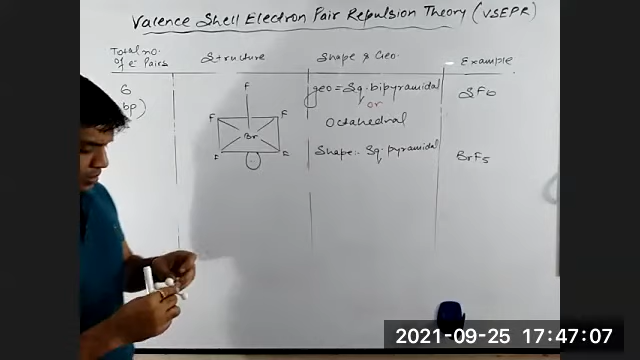 Valence Shell Electron Pair Repulsion Theory (VSEPR)
Total no. of e⁻ Pairs
Structure
Shape & Geo.
Example
6
bp)
F
F
F
Br
F
F
geo = Sq. bipyramidal
or
Octahedral
Shape:- Sq. pyramidal
SF6
BrF5
2021-09-25 17:47:07